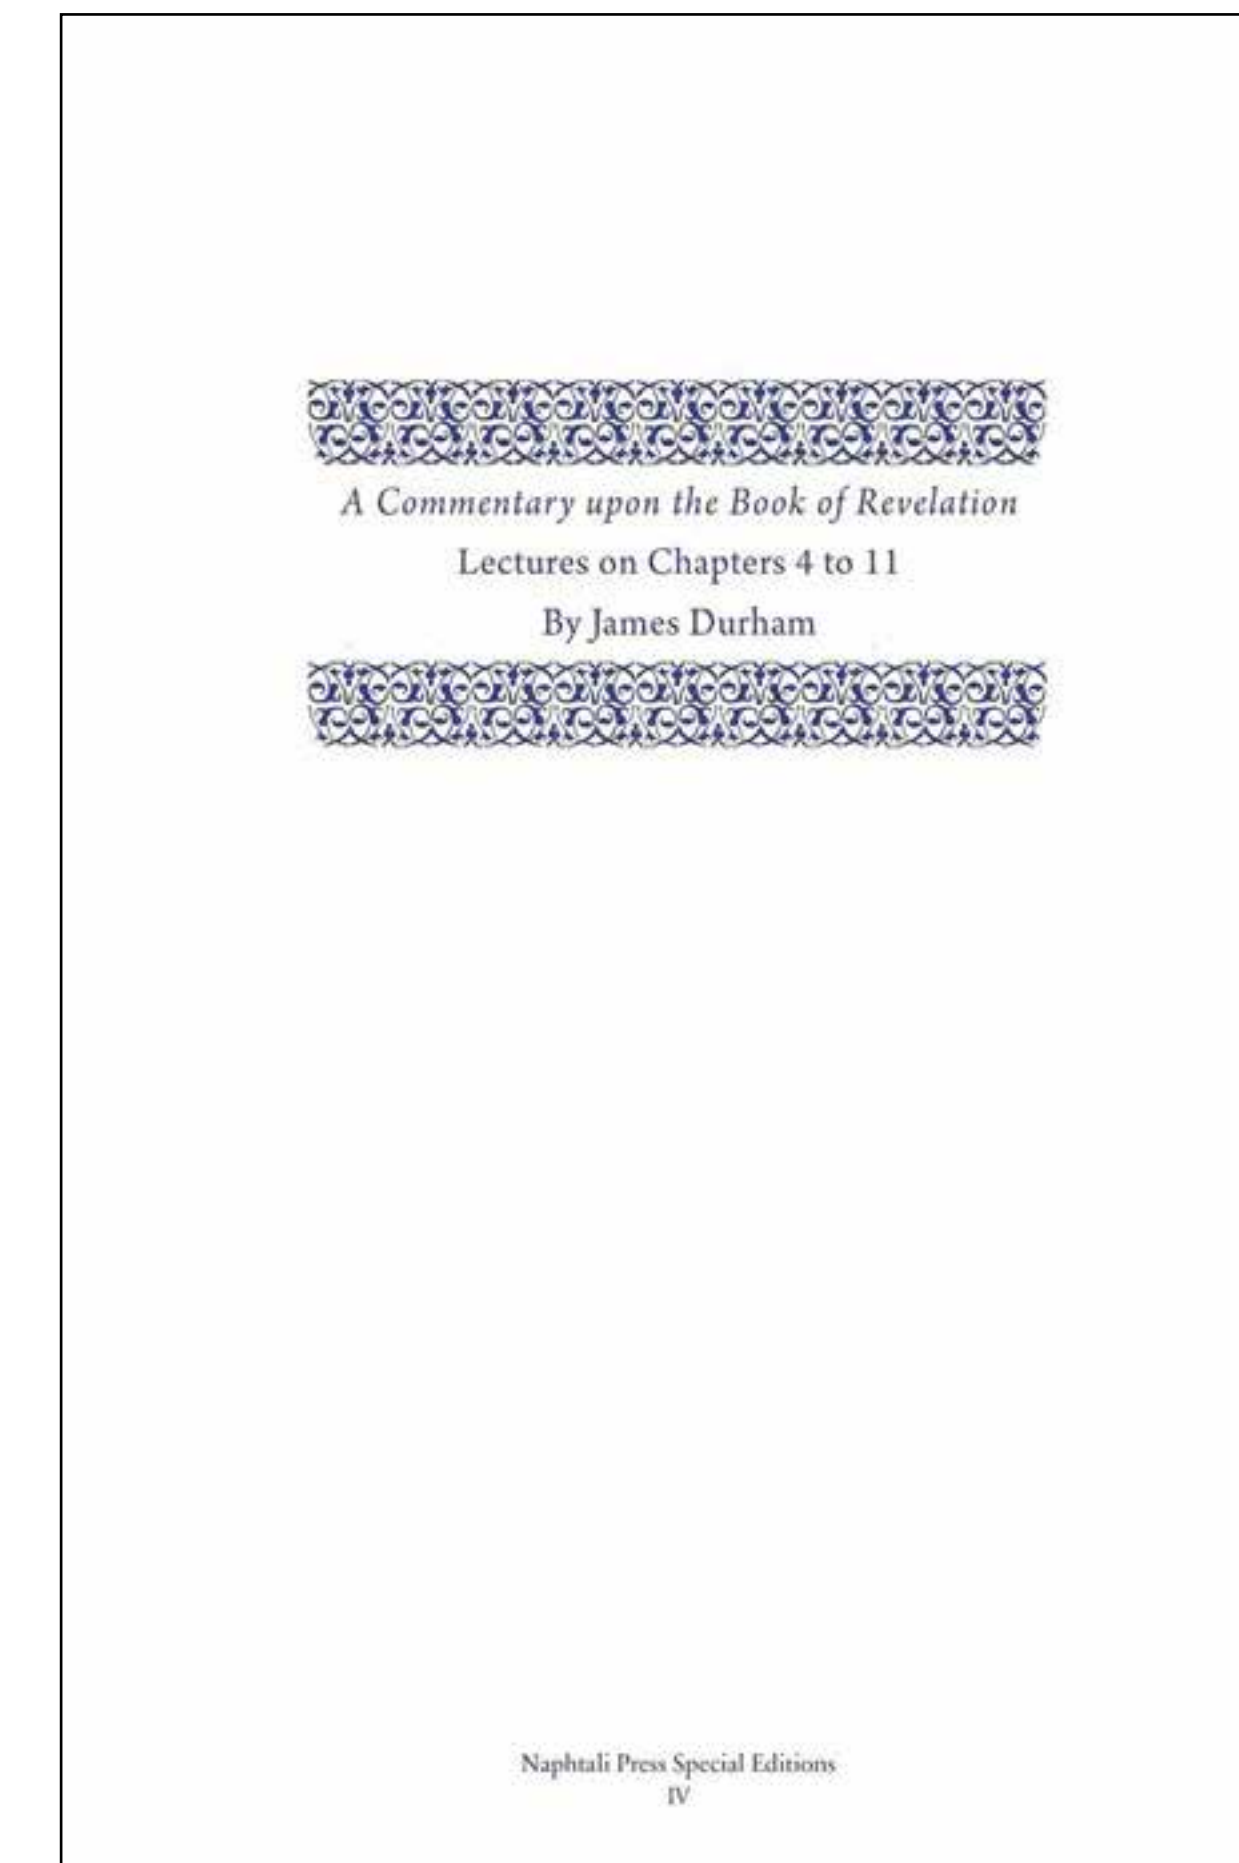 A Commentary upon the Book of Revelation
Lectures on Chapters 4 to 11
By James Durham
Naphtali Press Special Editions
IV